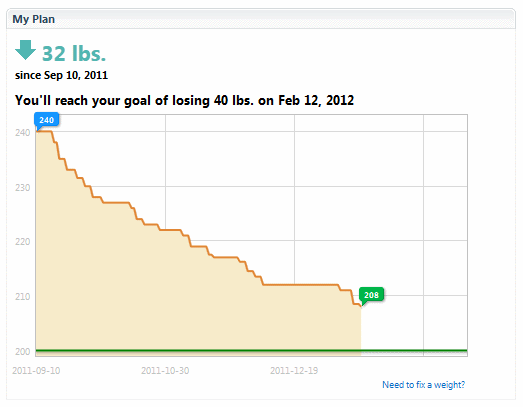 My Plan
32 lbs.
since Sep 10, 2011
You'll reach your goal of losing 40 lbs. on Feb 12, 2012
240
240
230
220
210
208
200
2011-09-10 2011-10-30 2011-12-19
Need to fix a weight?